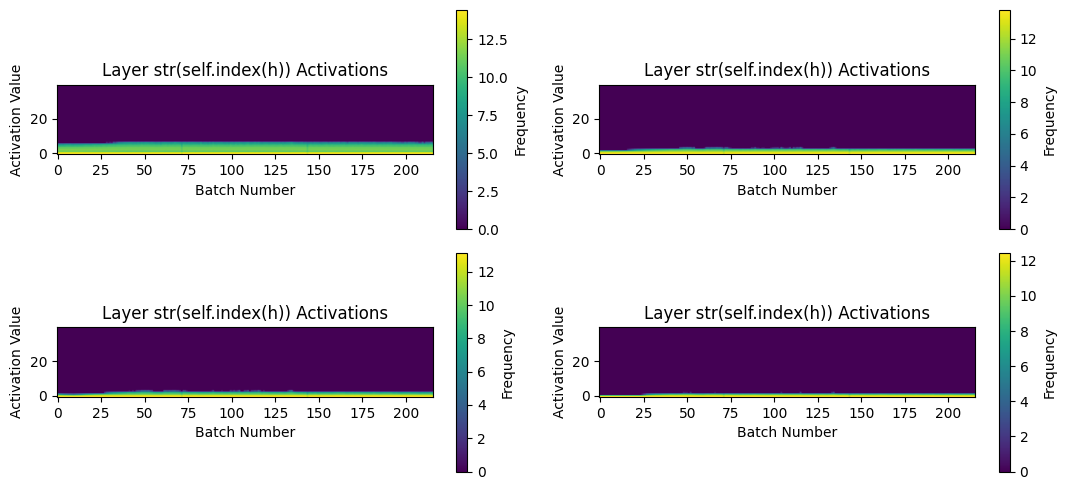 Layer str(self.index(h)) Activations
Activation Value
20
0
0 25 50 75 100 125 150 175 200
Batch Number
12.5
10.0
7.5
5.0
2.5
0.0
Frequency
Layer str(self.index(h)) Activations
Activation Value
20
0
0 25 50 75 100 125 150 175 200
Batch Number
12
10
8
6
4
2
0
Frequency
Layer str(self.index(h)) Activations
Activation Value
20
0
0 25 50 75 100 125 150 175 200
Batch Number
12
10
8
6
4
2
0
Frequency
Layer str(self.index(h)) Activations
Activation Value
20
0
0 25 50 75 100 125 150 175 200
Batch Number
12
10
8
6
4
2
0
Frequency